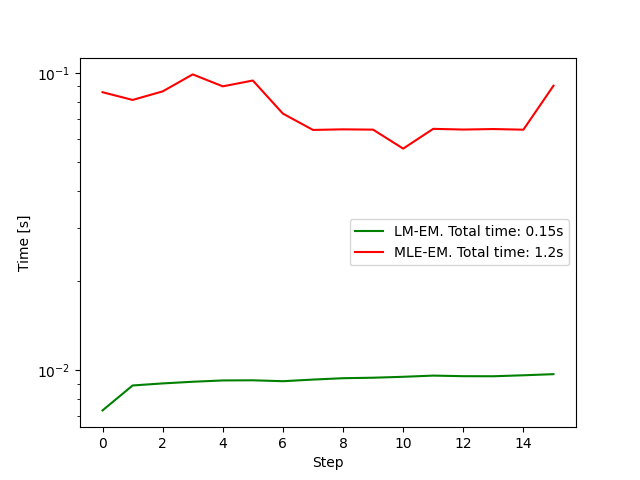 10⁻¹
10⁻²
Time [s]
LM-EM. Total time: 0.15s
MLE-EM. Total time: 1.2s
0 2 4 6 8 10 12 14
Step